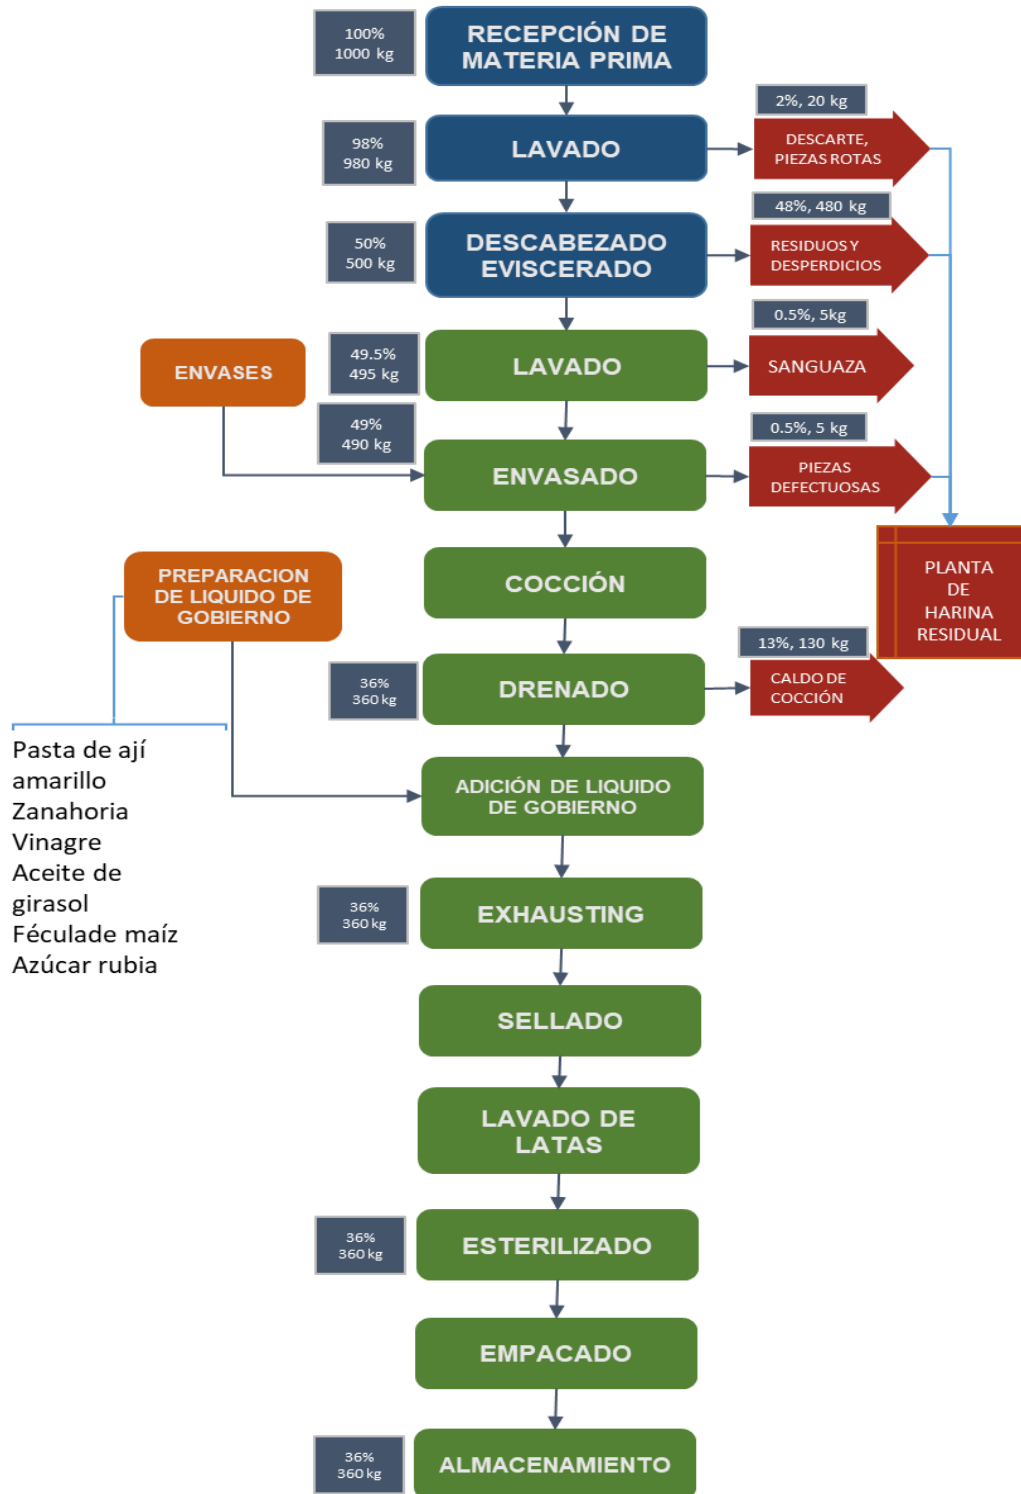 100%
1000 kg
RECEPCIÓN DE
MATERIA PRIMA
2%, 20 kg
98%
980 kg
LAVADO
DESCARTE,
PIEZAS ROTAS
48%, 480 kg
50%
500 kg
DESCABEZADO
EVISCERADO
RESIDUOS Y
DESPERDICIOS
0.5%, 5kg
ENVASES
49.5%
495 kg
LAVADO
SANGUAZA
49%
490 kg
0.5%, 5 kg
ENVASADO
PIEZAS
DEFECTUOSAS
PREPARACION
DE LIQUIDO DE
GOBIERNO
COCCIÓN
PLANTA
DE
HARINA
RESIDUAL
13%, 130 kg
36%
360 kg
DRENADO
CALDO DE
COCCIÓN
Pasta de ají
amarillo
Zanahoria
Vinagre
Aceite de
girasol
Féculade maíz
Azúcar rubia
ADICIÓN DE LIQUIDO
DE GOBIERNO
36%
360 kg
EXHAUSTING
SELLADO
LAVADO DE
LATAS
36%
360 kg
ESTERILIZADO
EMPACADO
36%
360 kg
ALMACENAMIENTO